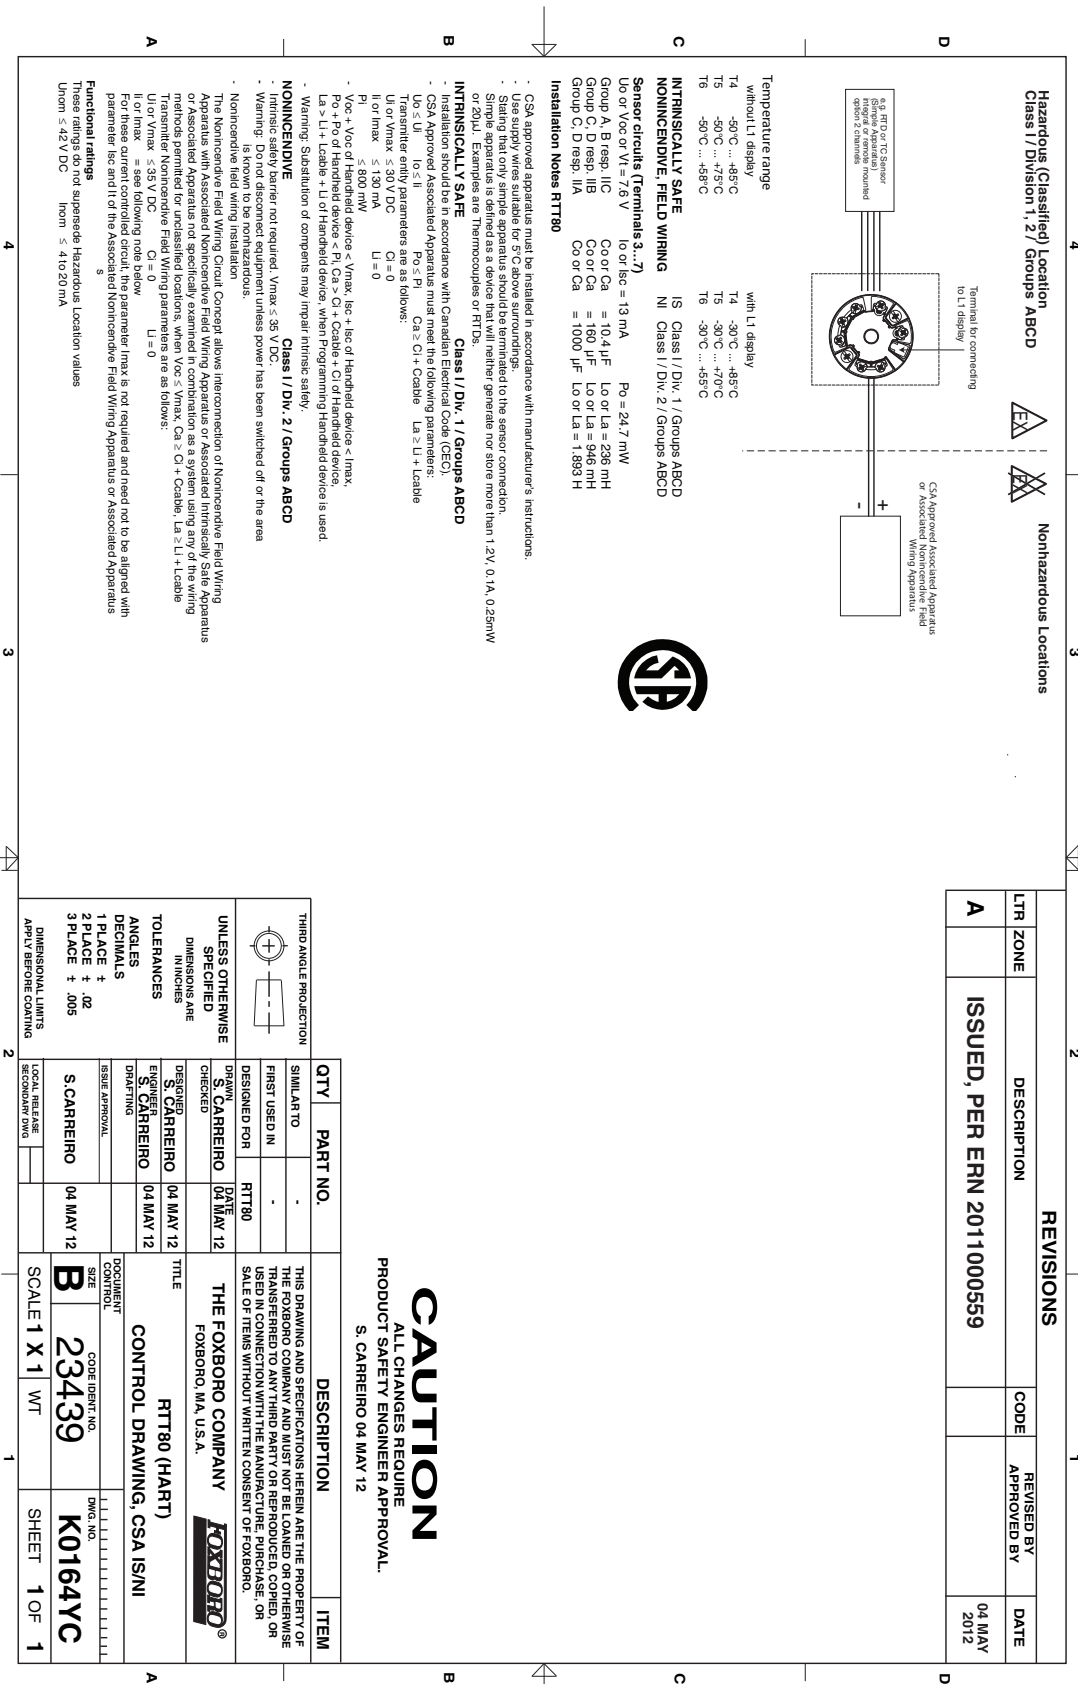 Hazardous (Classified) Location
Class I / Division 1, 2 / Groups ABCD
Nonhazardous Locations
EX
EX
e.g. RTD or TC Sensor
(Simple Apparatus)
integral or remote mounted
option 2 channels
Terminal for connecting
to L1 display
+
-
CSA Approved Associated Apparatus
or Associated Nonincendive Field
Wiring Apparatus
Temperature range
without L1 display
with L1 display
T4 -50°C ... +85°C T4 -30°C ... +85°C
T5 -50°C ... +75°C T5 -30°C ... +70°C
T6 -50°C ... +58°C T6 -30°C ... +55°C
INTRINSICALLY SAFE IS Class I / Div. 1 / Groups ABCD
NONINCENDIVE, FIELD WIRING NI Class I / Div. 2 / Groups ABCD
Sensor circuits (Terminals 3...7)
Uo or Voc or Vt = 7.6 V Io or Isc = 13 mA Po = 24.7 mW
Group A, B resp. IIC Co or Ca = 10.4 µF Lo or La = 236 mH
Group C, D resp. IIB Co or Ca = 160 µF Lo or La = 946 mH
Group C, D resp. IIA Co or Ca = 1000 µF Lo or La = 1.893 H
Installation Notes RTT80
- CSA approved apparatus must be installed in accordance with manufacturer's instructions.
- Use supply wires suitable for 5°C above surroundings.
- Stating that only simple apparatus should be terminated to the sensor connection.
Simple apparatus is defined as a device that will neither generate nor store more than 1.2V, 0.1A, 0.25mW
or 20µJ. Examples are Thermocouples or RTDs.
INTRINSICALLY SAFE Class I / Div. 1 / Groups ABCD
- Installation should be in accordance with Canadian Electrical Code (CEC).
- CSA Approved Associated Apparatus must meet the following parameters:
Uo ≤ Ui Io ≤ Ii Po ≤ Pi Ca ≥ Ci + Ccable La ≥ Li + Lcable
Transmitter entity parameters are as follows:
Ui or Vmax ≤ 30 V DC Ci = 0
Ii or Imax ≤ 130 mA Li = 0
Pi ≤ 800 mW
- Voc + Voc of Handheld device < Vmax, Isc + Isc of Handheld device < Imax,
Po + Po of Handheld device < Pi, Ca > Ci + Ccable + Ci of Handheld device,
La > Li + Lcable + Li of Handheld device, when Programming Handheld device is used.
- Warning: Substitution of compents may impair intrinsic safety.
NONINCENDIVE Class I / Div. 2 / Groups ABCD
- Intrinsic safety barrier not required. Vmax ≤ 35 V DC.
- Warning: Do not disconnect equipment unless power has been switched off or the area
is known to be nonhazardous.
- Nonincendive field wiring installation
The Nonincendive Field Wiring Circuit Concept allows interconnection of Nonincendive Field Wiring
Apparatus with Associated Nonincendive Field Wiring Apparatus or Associated Intrinsically Safe Apparatus
or Associated Apparatus not specifically examined in combination as a system using any of the wiring
methods permitted for unclassified locations, when Voc ≤ Vmax, Ca ≥ Ci + Ccable, La ≥ Li + Lcable
Transmitter Nonincendive Field Wiring parameters are as follows:
Ui or Vmax ≤ 35 V DC Ci = 0 Li = 0
Ii or Imax = see following note below
For these current controlled circuit, the parameter Imax is not required and need not to be aligned with
parameter Isc and It of the Associated Nonincendive Field Wiring Apparatus or Associated Apparatus
s
Functional ratings
These ratings do not supersede Hazardous Location values
Unom ≤ 42 V DC Inom ≤ 4 to 20 mA
REVISIONS
LTR ZONE DESCRIPTION CODE REVISED BY
APPROVED BY DATE
A ISSUED, PER ERN 2011000559 04 MAY
2012
CAUTION
ALL CHANGES REQUIRE
PRODUCT SAFETY ENGINEER APPROVAL.
S. CARREIRO 04 MAY 12
QTY PART NO. DESCRIPTION ITEM
THIRD ANGLE PROJECTION
SIMILAR TO -
FIRST USED IN -
DESIGNED FOR RTT80
THIS DRAWING AND SPECIFICATIONS HEREIN ARE THE PROPERTY OF
THE FOXBORO COMPANY AND MUST NOT BE LOANED OR OTHERWISE
TRANSFERRED TO ANY THIRD PARTY OR REPRODUCED, COPIED, OR
USED IN CONNECTION WITH THE MANUFACTURE, PURCHASE, OR
SALE OF ITEMS WITHOUT WRITTEN CONSENT OF FOXBORO.
UNLESS OTHERWISE
SPECIFIED
DIMENSIONS ARE
IN INCHES
TOLERANCES
ANGLES
DECIMALS
1 PLACE ±
2 PLACE ± .02
3 PLACE ± .005
DIMENSIONAL LIMITS
APPLY BEFORE COATING
DRAWN DATE
S. CARREIRO 04 MAY 12
CHECKED
DESIGNED
S. CARREIRO 04 MAY 12
ENGINEER
S. CARREIRO 04 MAY 12
DRAFTING
ISSUE APPROVAL
S.CARREIRO 04 MAY 12
LOCAL RELEASE
SECONDARY DWG
THE FOXBORO COMPANY
FOXBORO, MA, U.S.A.
FOXBORO®
TITLE
RTT80 (HART)
CONTROL DRAWING, CSA IS/NI
DOCUMENT
CONTROL
SIZE
B
CODE IDENT. NO.
23439
DWG. NO.
K0164YC
SCALE 1 X 1 WT SHEET 1 OF 1
4 3 2 1
4 3 2 1
D C B A
D C B A